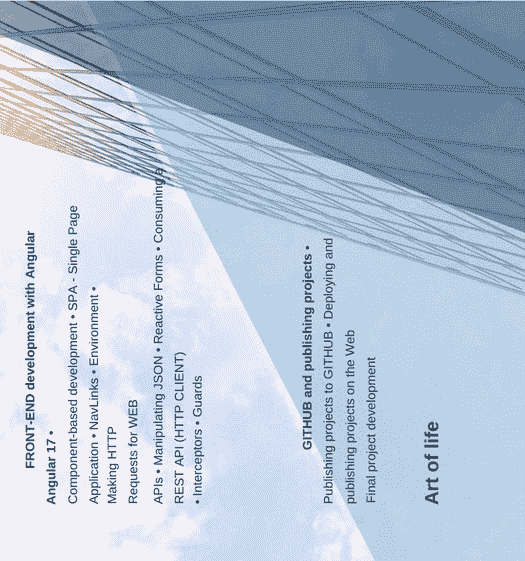 FRONT-END development with Angular
Angular 17 •
Component-based development • SPA - Single Page
Application • NavLinks • Environment •
Making HTTP
Requests for WEB
APIs • Manipulating JSON • Reactive Forms • Consuming a
REST API (HTTP CLIENT)
• Interceptors • Guards
GITHUB and publishing projects •
Publishing projects to GITHUB • Deploying and
publishing projects on the Web
Final project development
Art of life